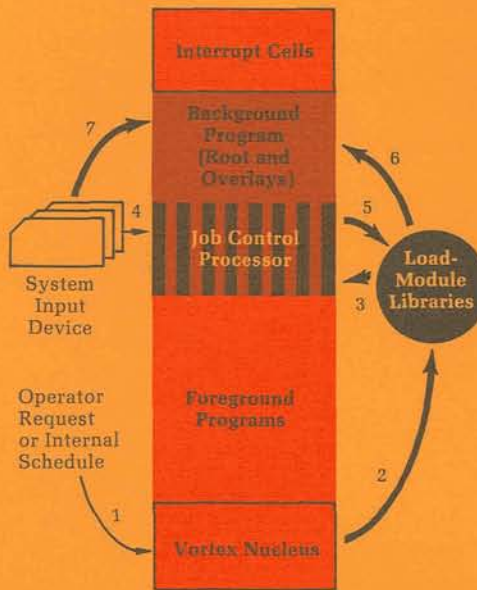 Interrupt Cells
7
Background
Program
(Root and
Overlays)
6
4
5
Job Control
Processor
Load-
Module
Libraries
3
System
Input
Device
Operator
Request
or Internal
Schedule
Foreground
Programs
2
1
Vortex Nucleus